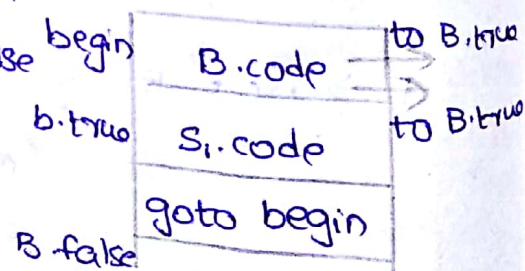 to B.true
begin
se
B.code
b.true
to B.true
S₁.code
goto begin
B.false